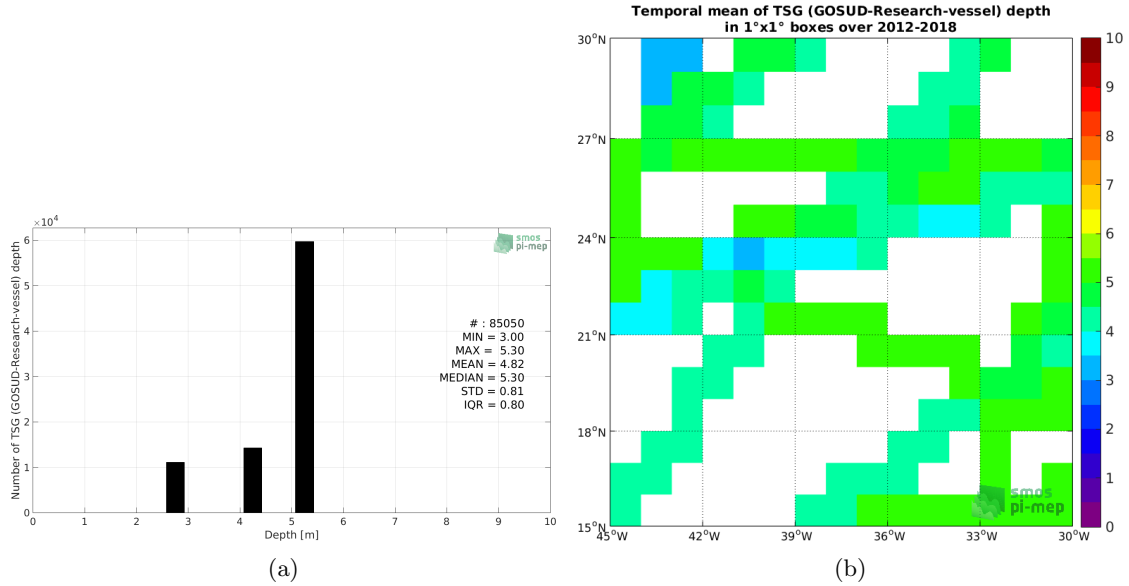 ×10⁴
6
5
4
3
2
1
0
Number of TSG (GOSUD-Research-vessel) depth
smos
pi-mep
# : 85050
MIN = 3.00
MAX = 5.30
MEAN = 4.82
MEDIAN = 5.30
STD = 0.81
IQR = 0.80
0 1 2 3 4 5 6 7 8 9 10
Depth [m]
(a)
Temporal mean of TSG (GOSUD-Research-vessel) depth
in 1°x1° boxes over 2012-2018
30°N
27°N
24°N
21°N
18°N
15°N
45°W 42°W 39°W 36°W 33°W 30°W
smos
pi-mep
10
9
8
7
6
5
4
3
2
1
0
(b)